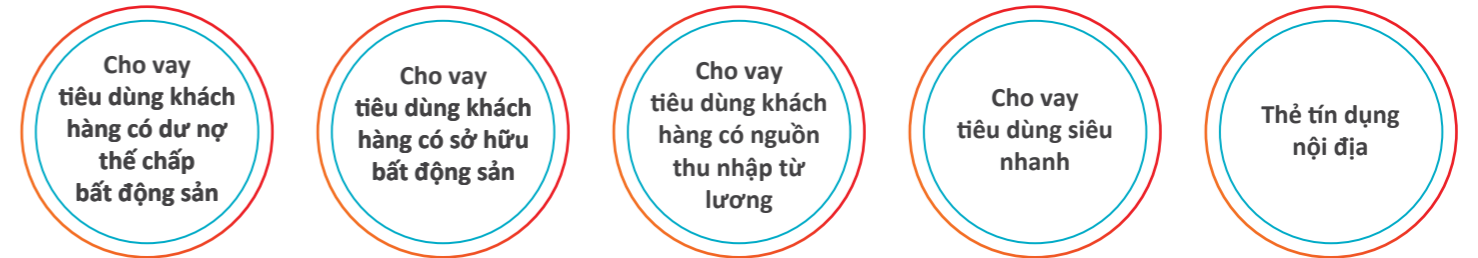 Cho vay
tiêu dùng khách
hàng có dư nợ
thế chấp
bất động sản
Cho vay
tiêu dùng khách
hàng có sở hữu
bất động sản
Cho vay
tiêu dùng khách
hàng có nguồn
thu nhập từ
lương
Cho vay
tiêu dùng siêu
nhanh
Thẻ tín dụng
nội địa